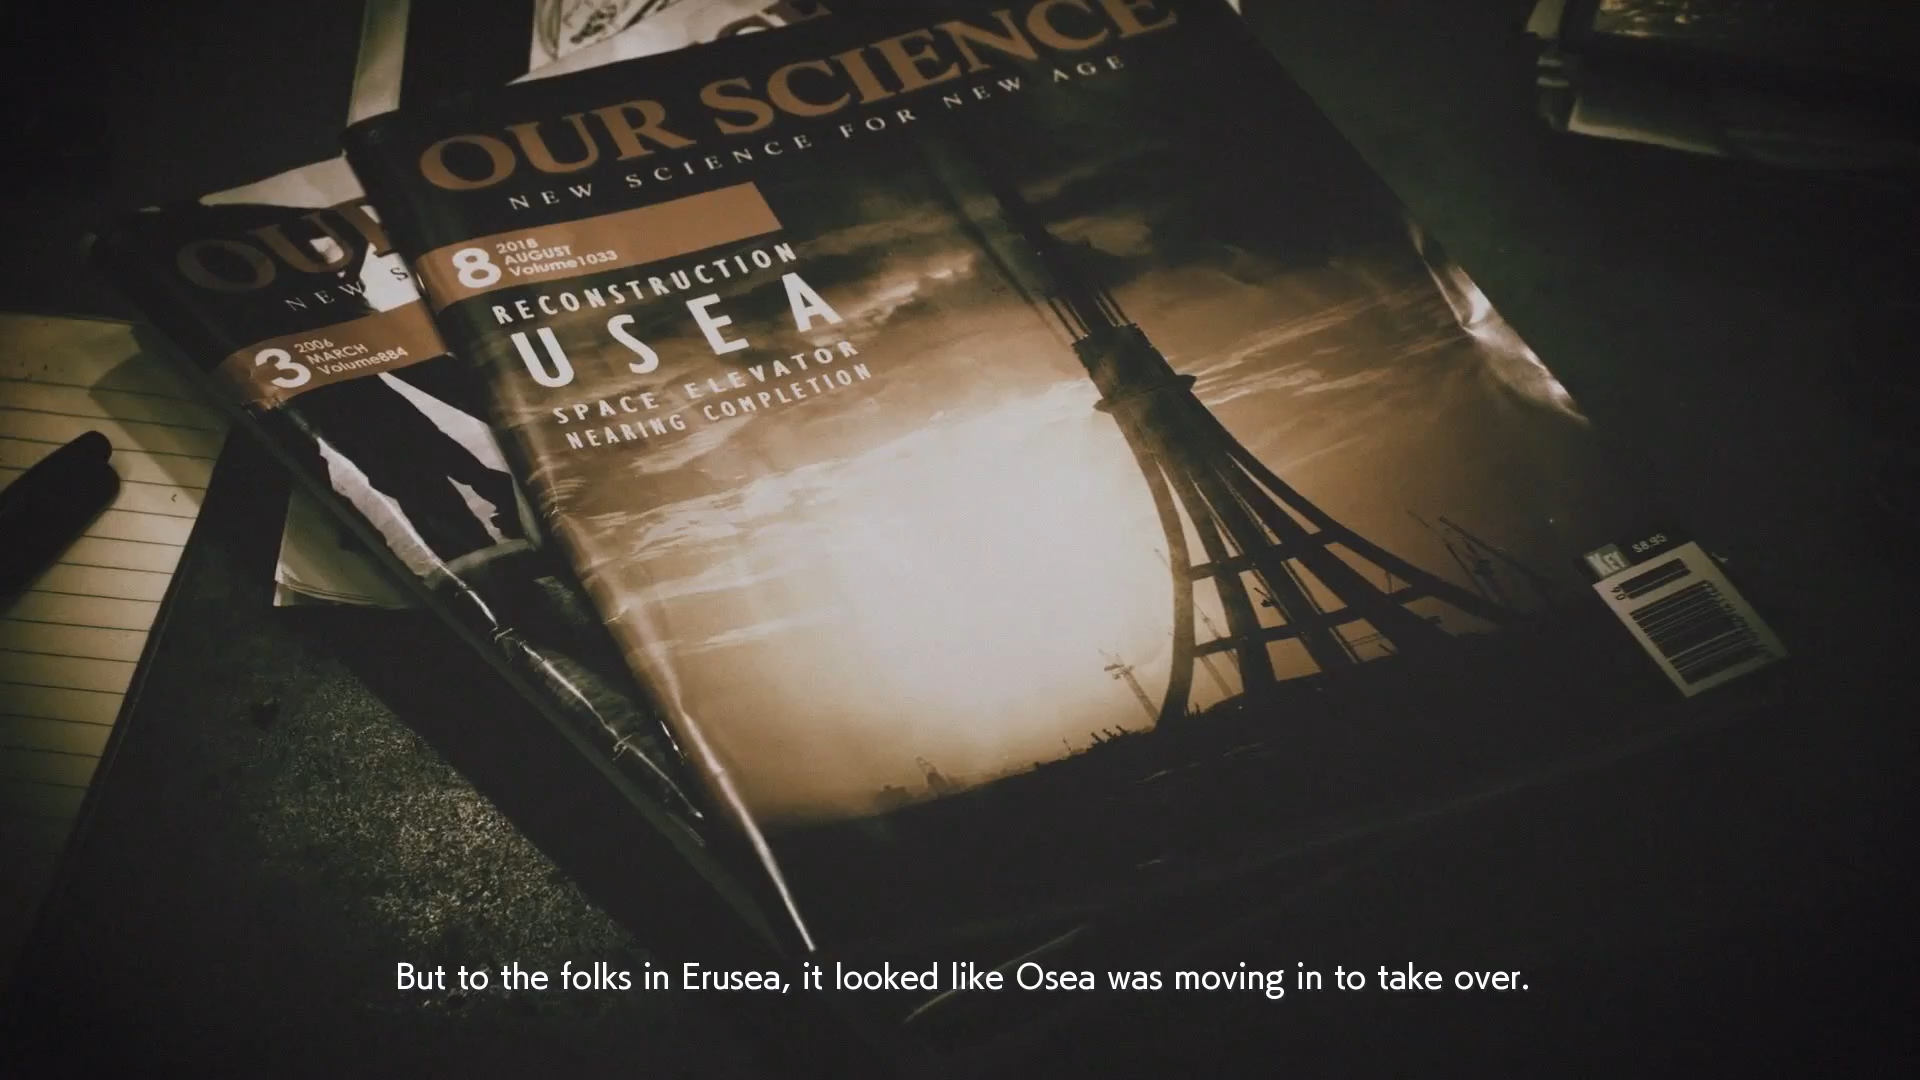 OUR SCIENCE
NEW SCIENCE FOR NEW AGE
8
2018
AUGUST
Volume1033
RECONSTRUCTION
USEA
SPACE ELEVATOR
NEARING COMPLETION
OU
NEW S
3
2006
MARCH
Volume884
KEY
$8.95
But to the folks in Erusea, it looked like Osea was moving in to take over.